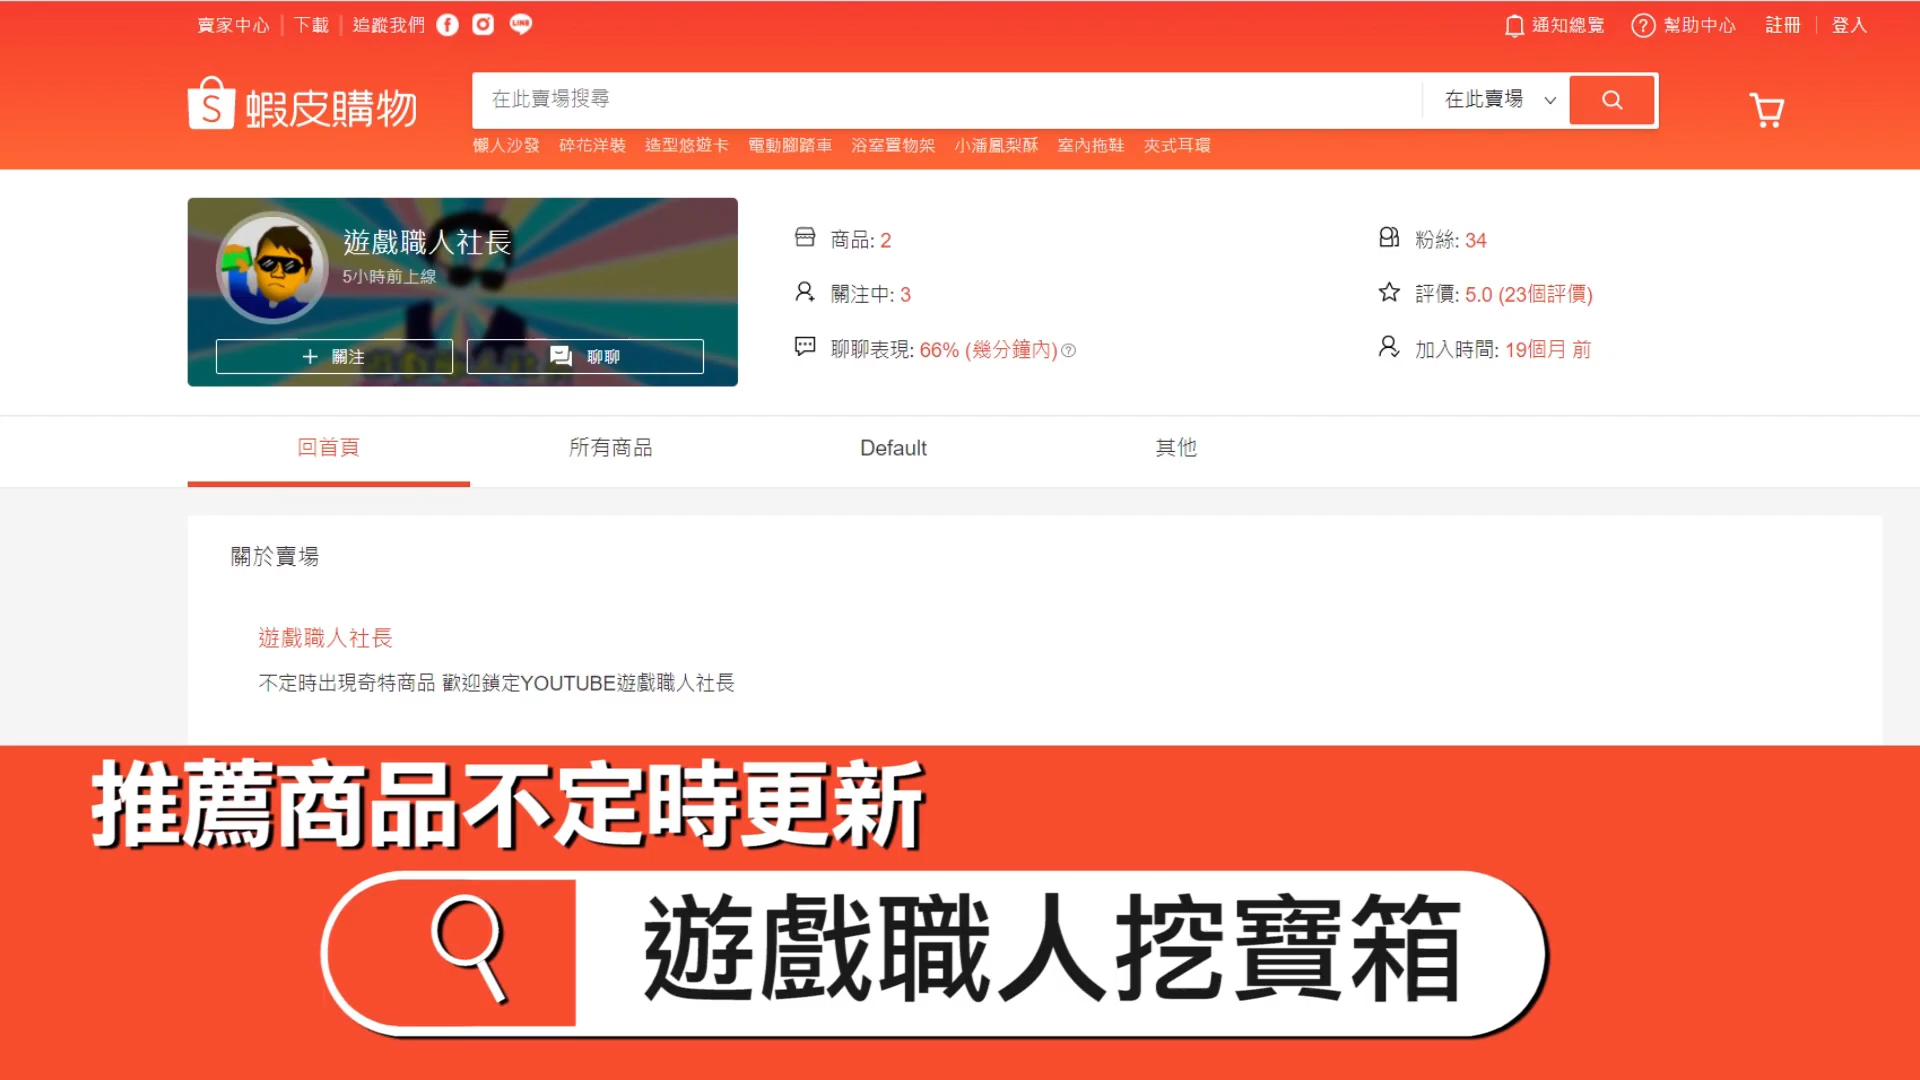 賣家中心 下載 追蹤我們
通知總覽 幫助中心 註冊 登入
蝦皮購物
在此賣場搜尋 在此賣場
懶人沙發 碎花洋裝 造型悠遊卡 電動腳踏車 浴室置物架 小潘鳳梨酥 室內拖鞋 夾式耳環
遊戲職人社長
5小時前上線
+ 關注 聊聊
商品: 2
關注中: 3
聊聊表現: 66% (幾分鐘內)
粉絲: 34
評價: 5.0 (23個評價)
加入時間: 19個月 前
回首頁 所有商品 Default 其他
關於賣場
遊戲職人社長
不定時出現奇特商品 歡迎鎖定YOUTUBE遊戲職人社長
推薦商品不定時更新
遊戲職人挖寶箱